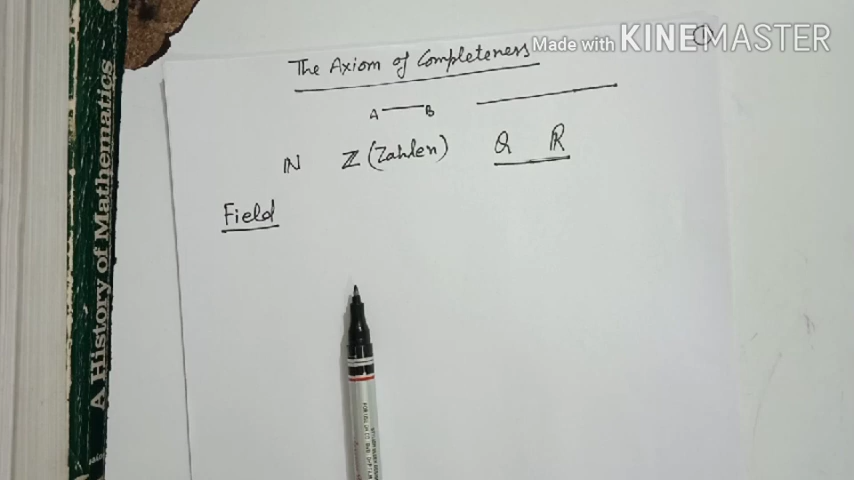 Made with KINEMASTER
The Axiom of Completeness
A B
ℕ ℤ (Zahlen) ℚ ℝ
Field
A History of Mathematics